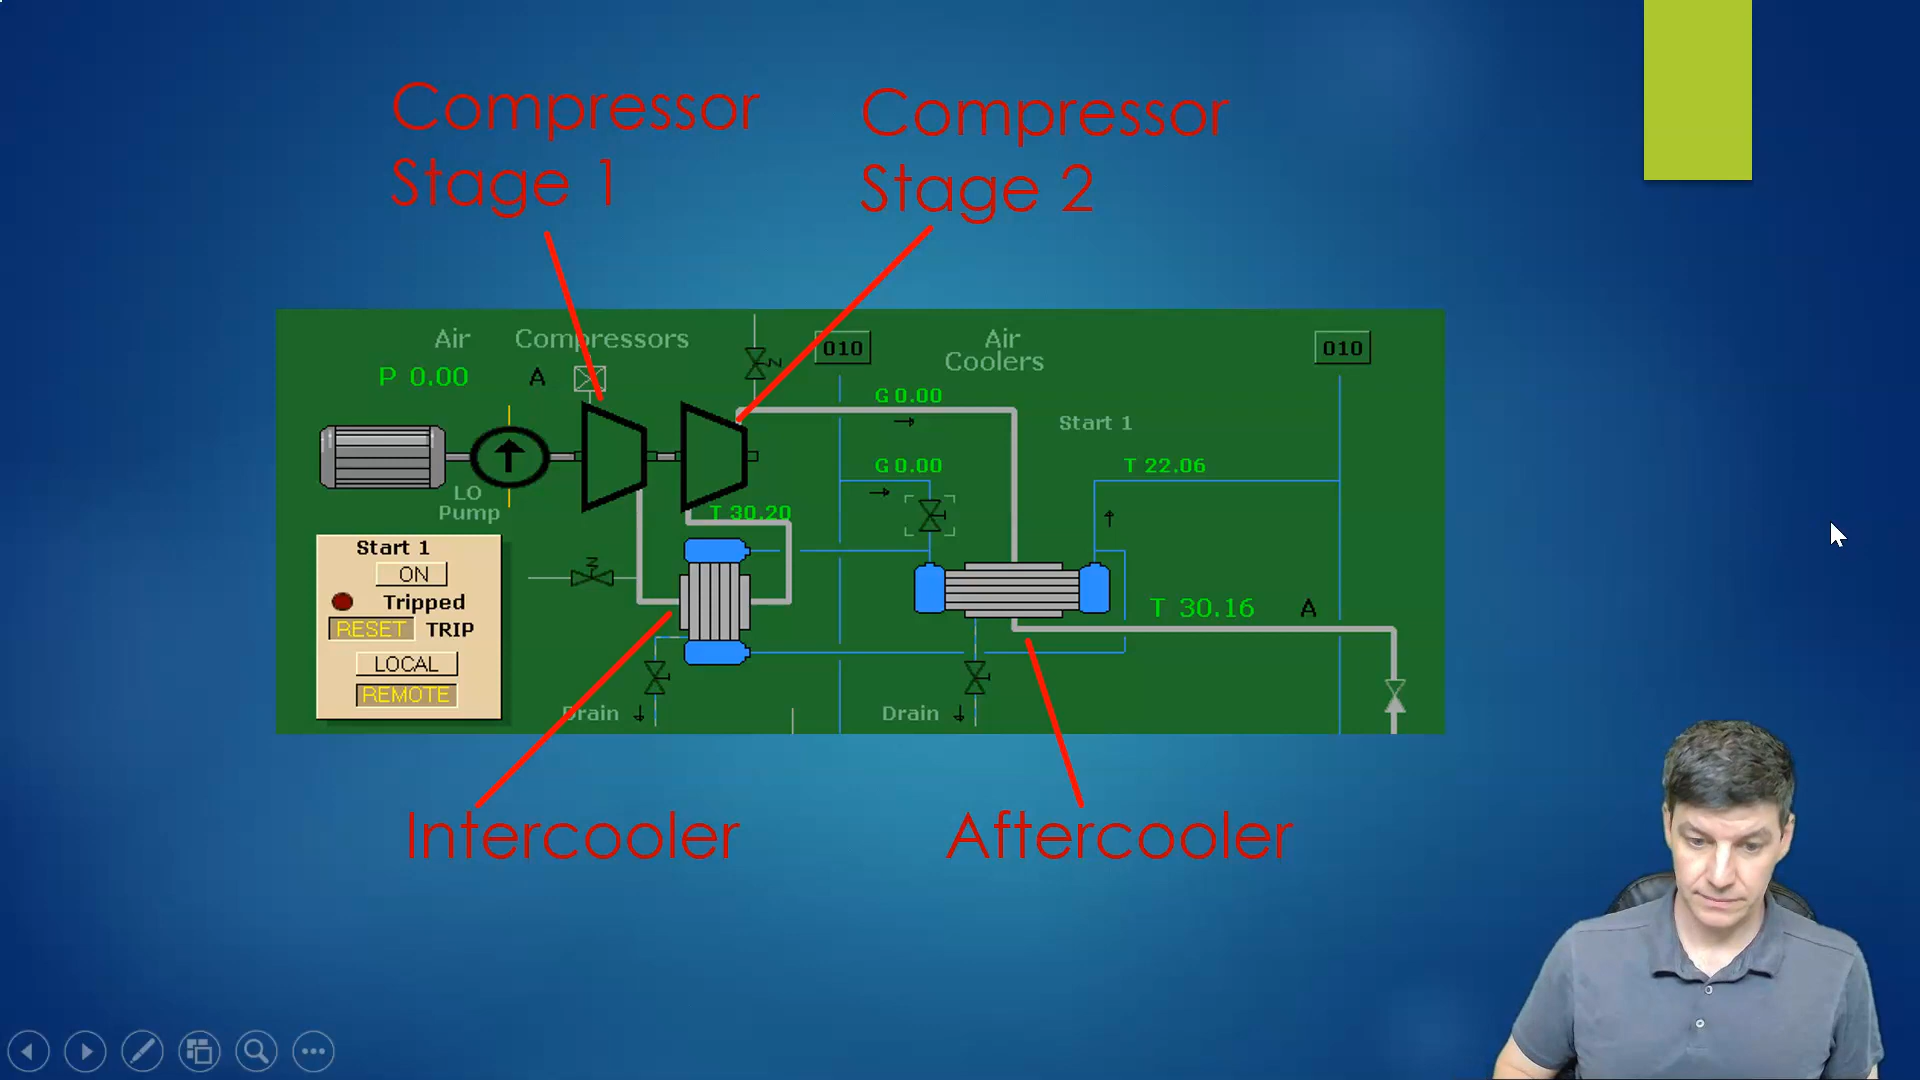 Compressor
Stage 1
Compressor
Stage 2
Air Compressors
P 0.00 A
010
Air
Coolers
010
G 0.00
Start 1
G 0.00
T 22.06
LO
Pump
T 30.20
Start 1
ON
Tripped
RESET TRIP
LOCAL
REMOTE
T 30.16 A
Drain
Drain
Intercooler
Aftercooler